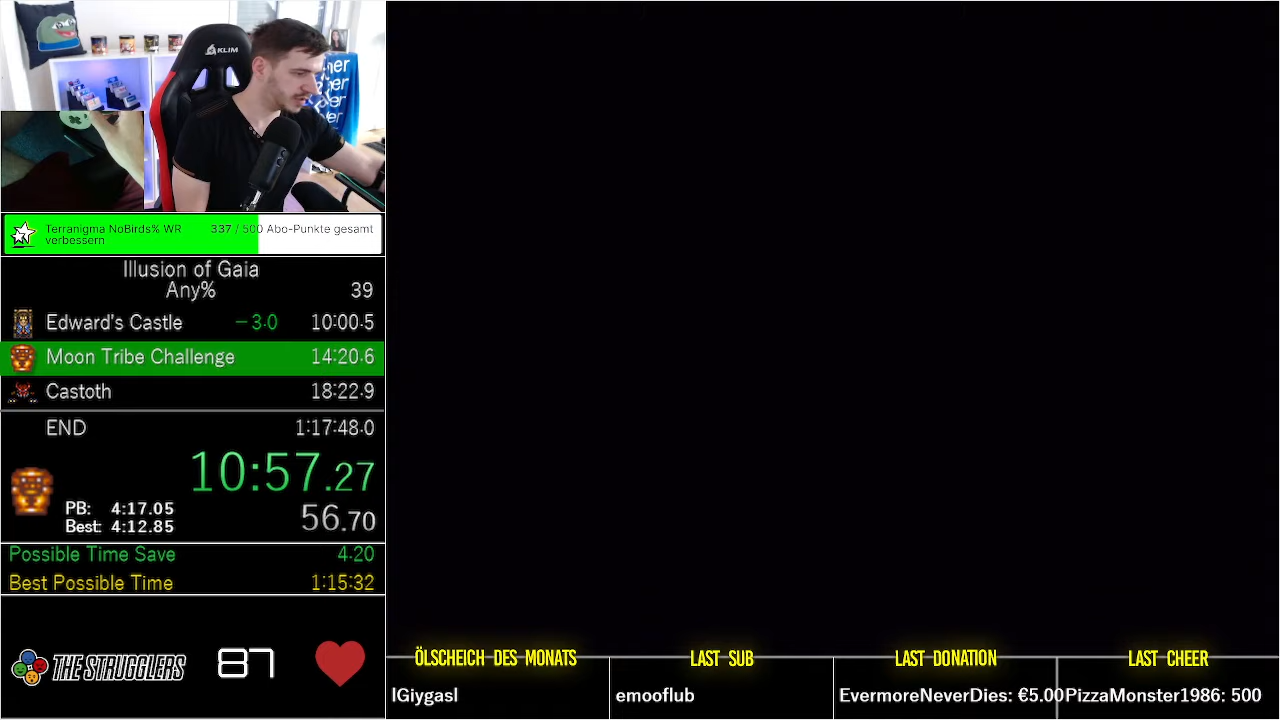 KLIM
Terranigma NoBirds% WR
verbessern
337 / 500 Abo-Punkte gesamt
Illusion of Gaia
Any%
39
Edward's Castle −3.0 10:00.5
Moon Tribe Challenge 14:20.6
Castoth 18:22.9
END 1:17:48.0
10:57.27
PB: 4:17.05
Best: 4:12.85
56.70
Possible Time Save 4.20
Best Possible Time 1:15:32
THE STRUGGLERS
87
ÖLSCHEICH DES MONATS
lGiygasl
LAST SUB
emooflub
LAST DONATION
EvermoreNeverDies: €5.00
LAST CHEER
PizzaMonster1986: 500